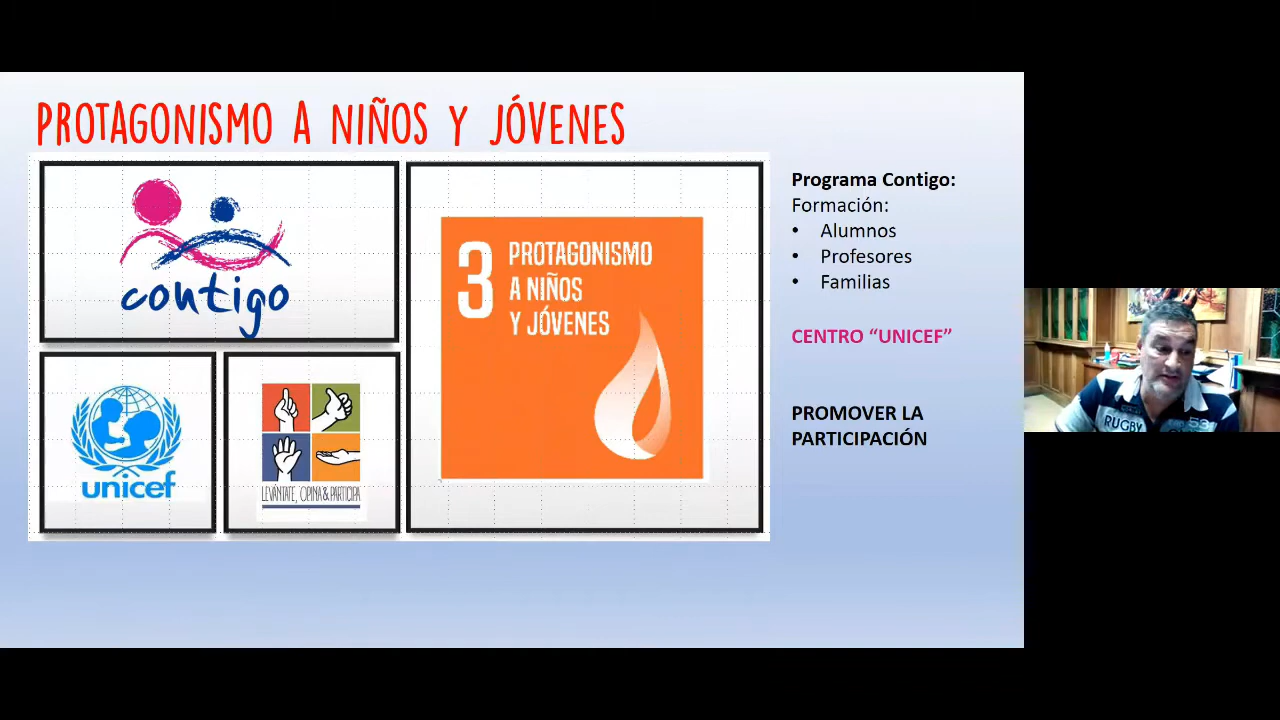 PROTAGONISMO A NIÑOS Y JÓVENES
contigo
unicef
LEVÁNTATE, OPINA & PARTICIPA
3 PROTAGONISMO
A NIÑOS
Y JÓVENES
Programa Contigo:
Formación:
• Alumnos
• Profesores
• Familias
CENTRO “UNICEF”
PROMOVER LA
PARTICIPACIÓN
RUGBY
53